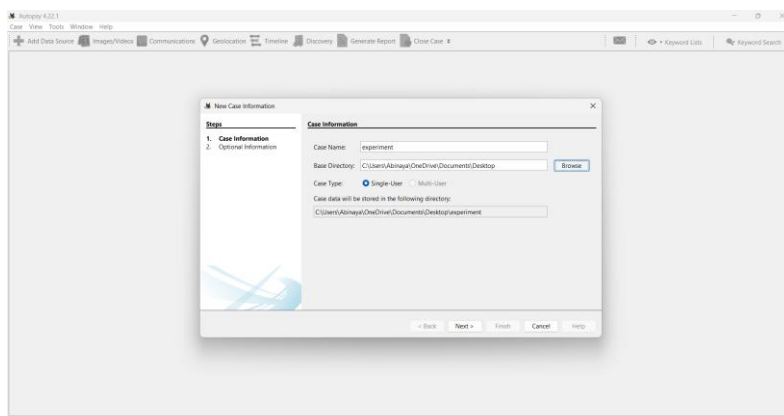 Autopsy 4.22.1
Case View Tools Window Help
Add Data Source Images/Videos Communications Geolocation Timeline Discovery Generate Report Close Case Keyword Lists Keyword Search
New Case Information
Steps
1. Case Information
2. Optional Information
Case Information
Case Name: experiment
Base Directory: C:\Users\Abinaya\OneDrive\Documents\Desktop Browse
Case Type: Single-User Multi-User
Case data will be stored in the following directory:
C:\Users\Abinaya\OneDrive\Documents\Desktop\experiment
< Back Next > Finish Cancel Help